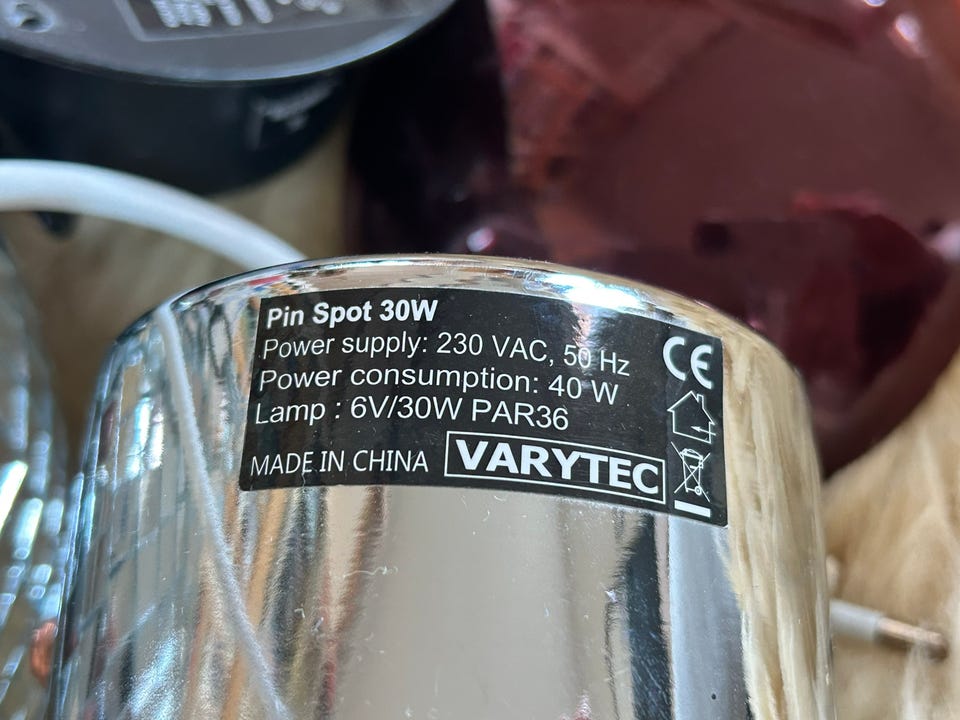 Pin Spot 30W
Power supply: 230 VAC, 50 Hz
Power consumption: 40 W
Lamp : 6V/30W PAR36
MADE IN CHINA VARYTEC
CE